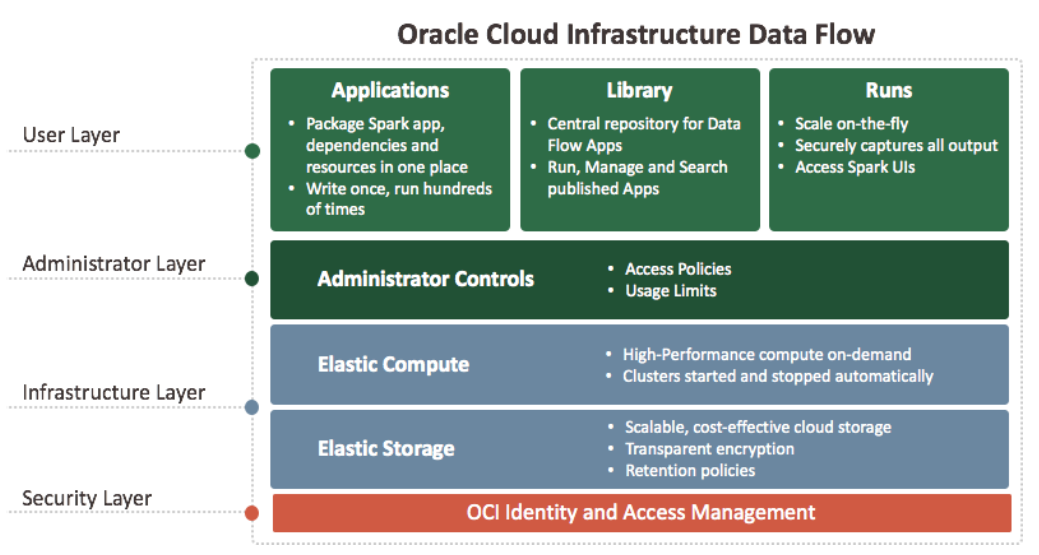 Oracle Cloud Infrastructure Data Flow
User Layer
Applications
• Package Spark app,
dependencies and
resources in one place
• Write once, run hundreds
of times
Library
• Central repository for Data
Flow Apps
• Run, Manage and Search
published Apps
Runs
• Scale on-the-fly
• Securely captures all output
• Access Spark UIs
Administrator Layer
Administrator Controls
• Access Policies
• Usage Limits
Infrastructure Layer
Elastic Compute
• High-Performance compute on-demand
• Clusters started and stopped automatically
Elastic Storage
• Scalable, cost-effective cloud storage
• Transparent encryption
• Retention policies
Security Layer
OCI Identity and Access Management